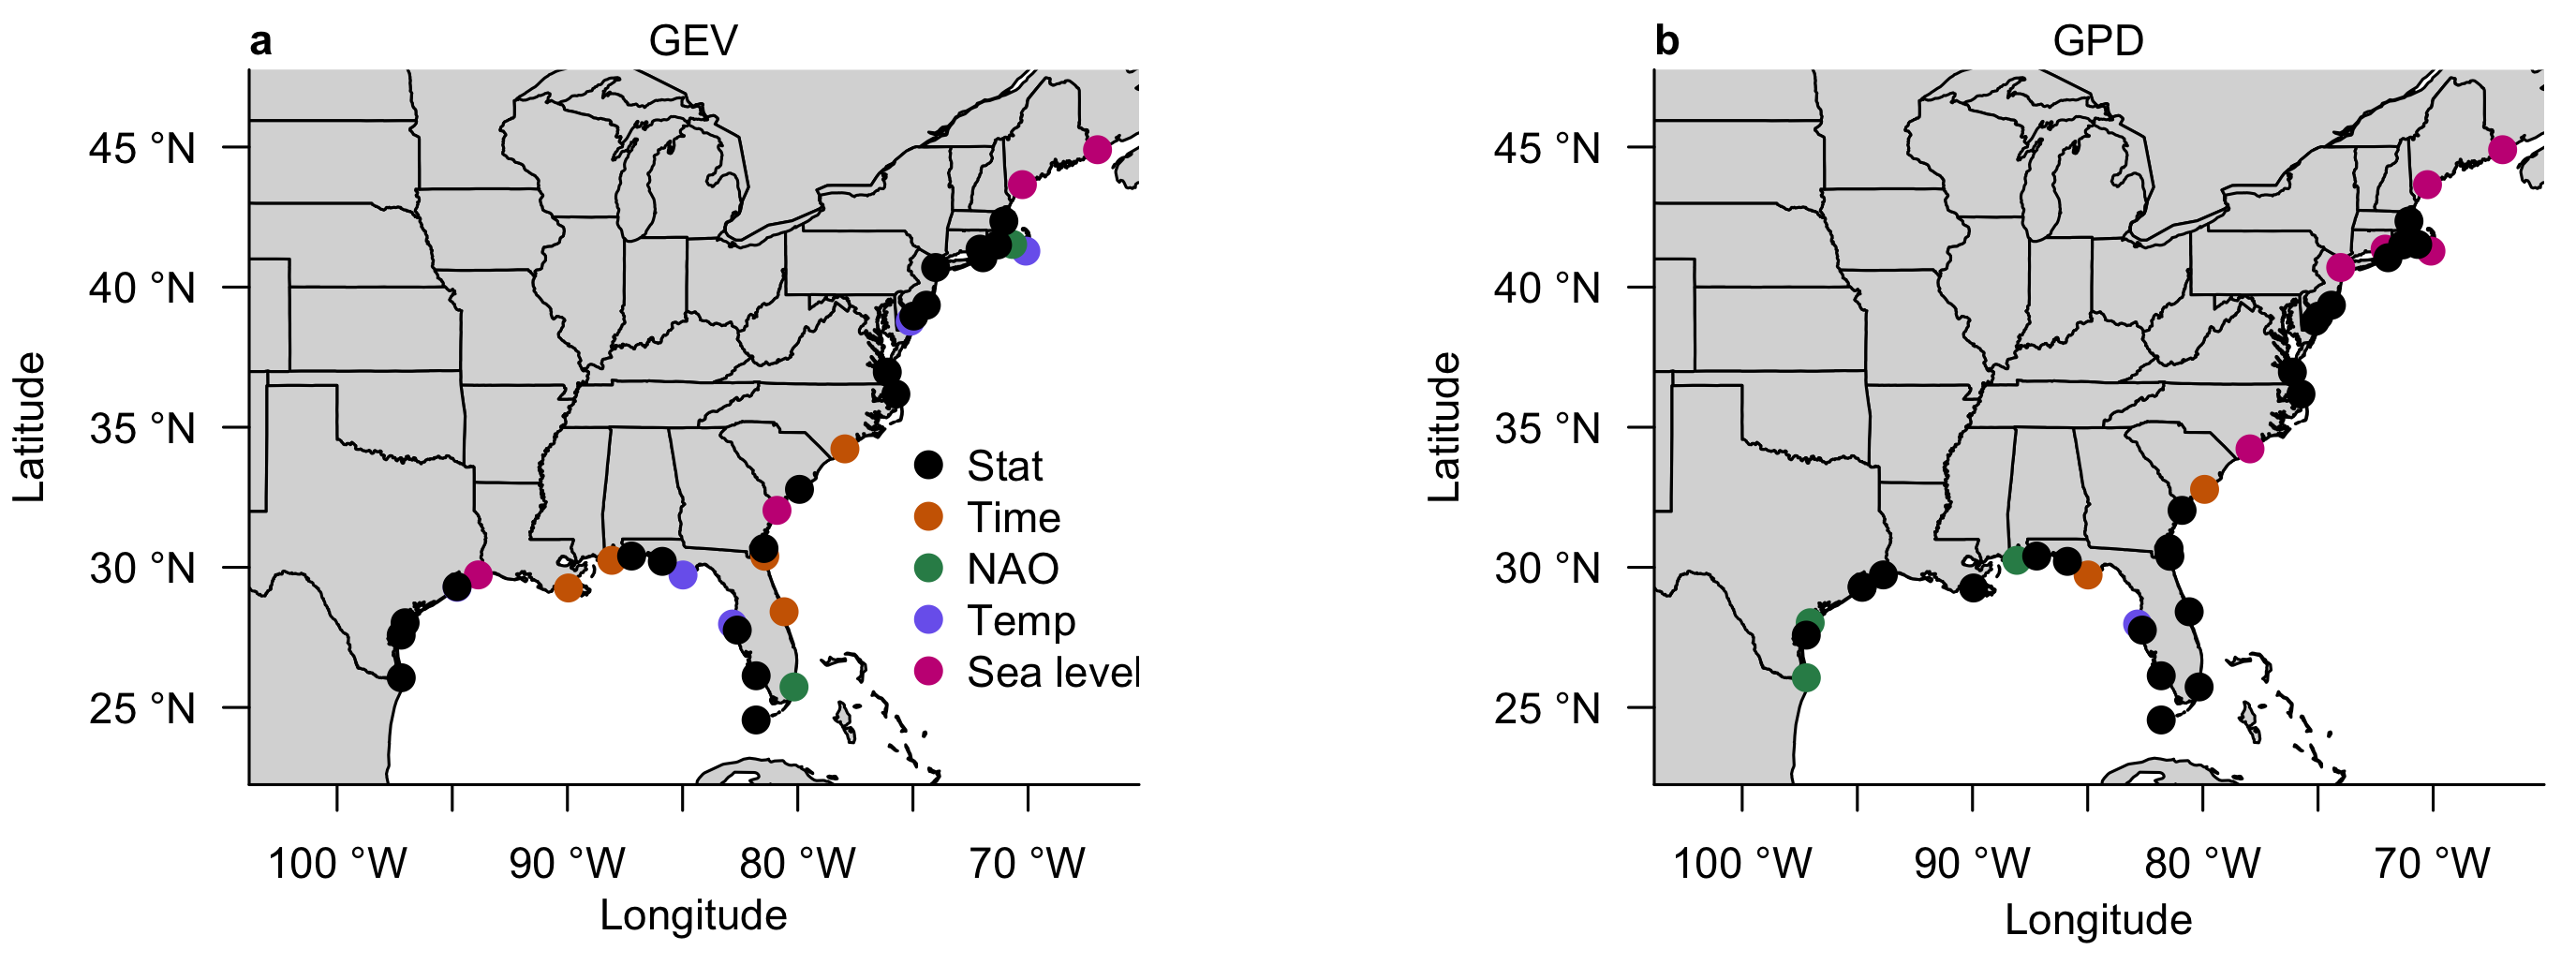 a
GEV
45 °N
40 °N
35 °N
30 °N
25 °N
Latitude
Stat
Time
NAO
Temp
Sea level
100 °W
90 °W
80 °W
70 °W
Longitude
b
GPD
45 °N
40 °N
35 °N
30 °N
25 °N
Latitude
100 °W
90 °W
80 °W
70 °W
Longitude